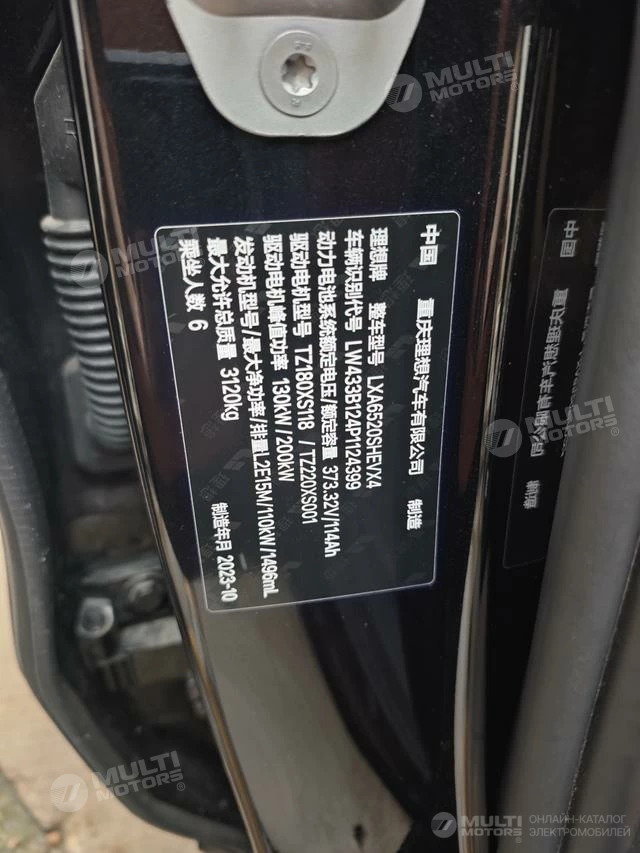 中国 重庆理想汽车有限公司 制造
理想牌 整车型号 LXA6520SHEVX4
车辆识别代号 LW433B124P1124399
动力电池系统额定电压/额定容量 373.32V/114Ah
驱动电机型号 TZ180XS118 / TZ220XS001
驱动电机峰值功率 130kW/200kW
发动机型号/最大净功率/排量 L2E15M/110kW/1496mL
最大允许总质量 3120kg
乘坐人数 6 制造年月 2023-10
MULTI MOTORS
MULTI MOTORS
MULTI MOTORS
MULTI MOTORS
MULTI MOTORS
MULTI MOTORS ОНЛАЙН-КАТАЛОГ
ЭЛЕКТРОМОБИЛЕЙ